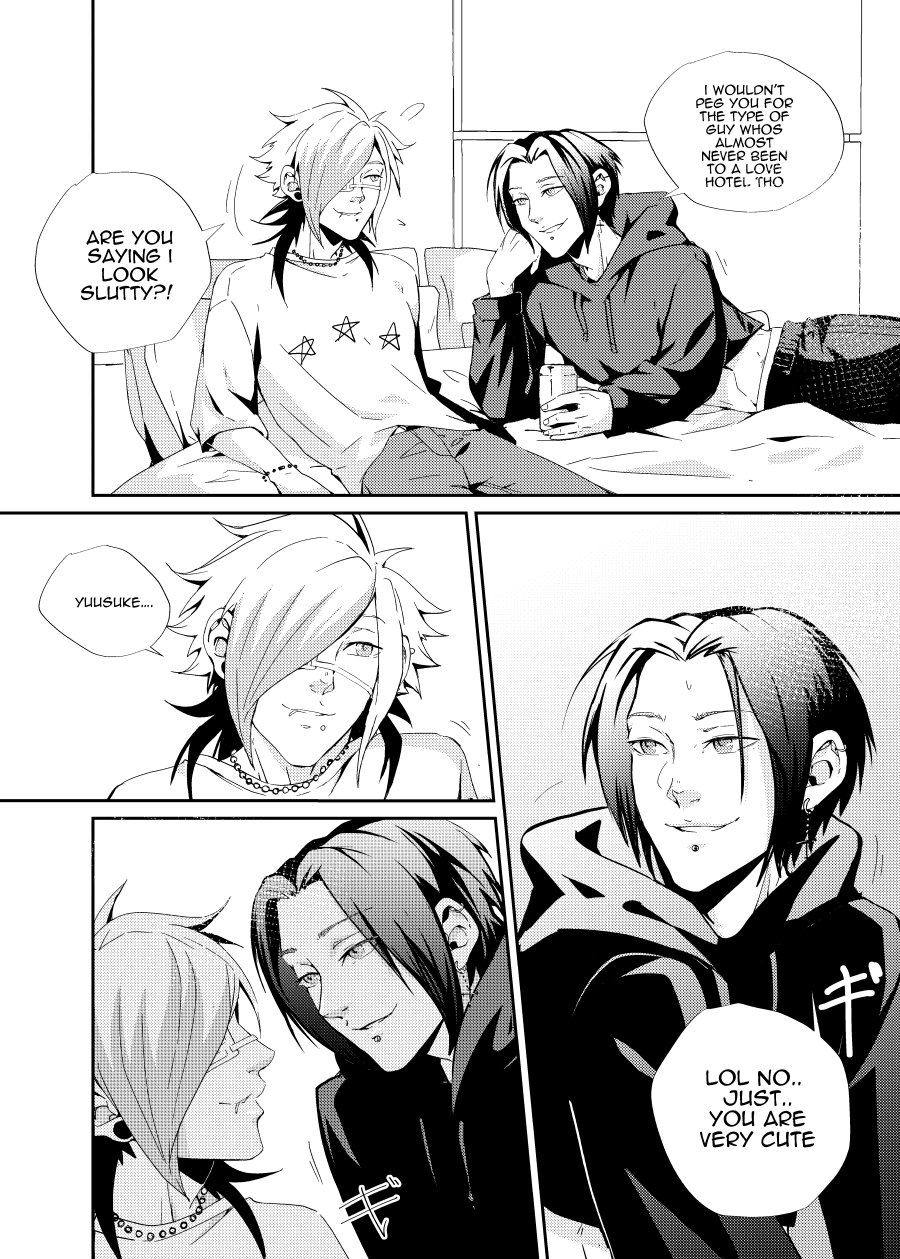 I WOULDN'T
PEG YOU FOR
THE TYPE OF
GUY WHOS
ALMOST
NEVER BEEN
TO A LOVE
HOTEL THO
ARE YOU
SAYING I
LOOK
SLUTTY?!
YUUSUKE....
LOL NO..
JUST..
YOU ARE
VERY CUTE
ギ
ギ